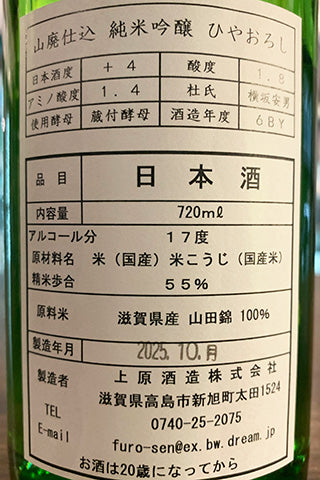 山廃仕込 純米吟醸 ひやおろし
日本酒度 +4 酸度 1.8
アミノ酸度 1.4 杜氏 横坂安男
使用酵母 蔵付酵母 酒造年度 6BY
品目 日本酒
内容量 720mℓ
アルコール分 17度
原材料名 米(国産)米こうじ(国産米)
精米歩合 55%
原料米 滋賀県産 山田錦 100%
製造年月 2025.10.月
製造者 上原酒造株式会社
滋賀県高島市新旭町太田1524
TEL 0740-25-2075
E-mail furo-sen@ex.bw.dream.jp
お酒は20歳になってから